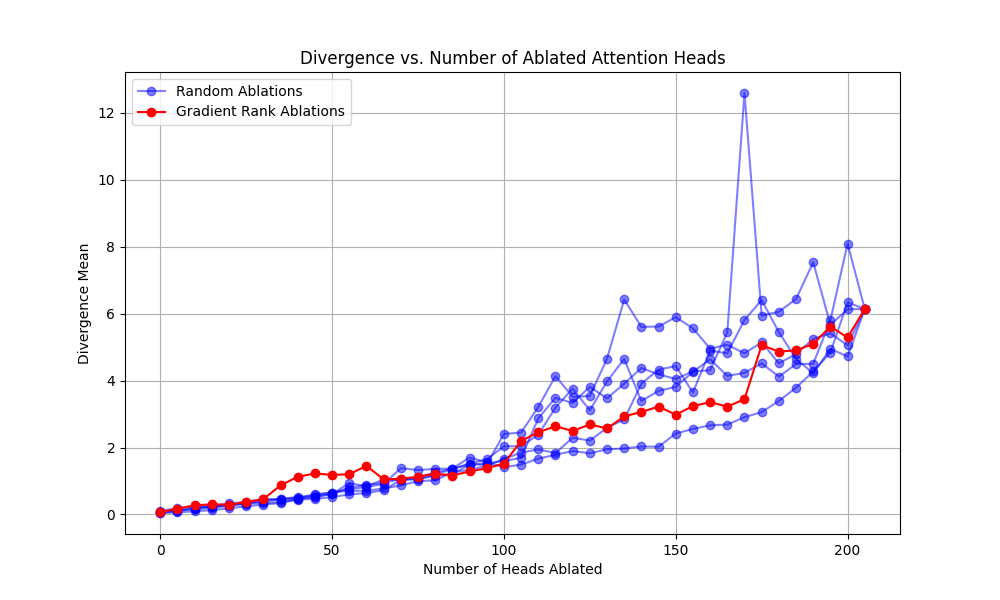 Divergence vs. Number of Ablated Attention Heads
Random Ablations
Gradient Rank Ablations
Divergence Mean
12
10
8
6
4
2
0
0 50 100 150 200
Number of Heads Ablated